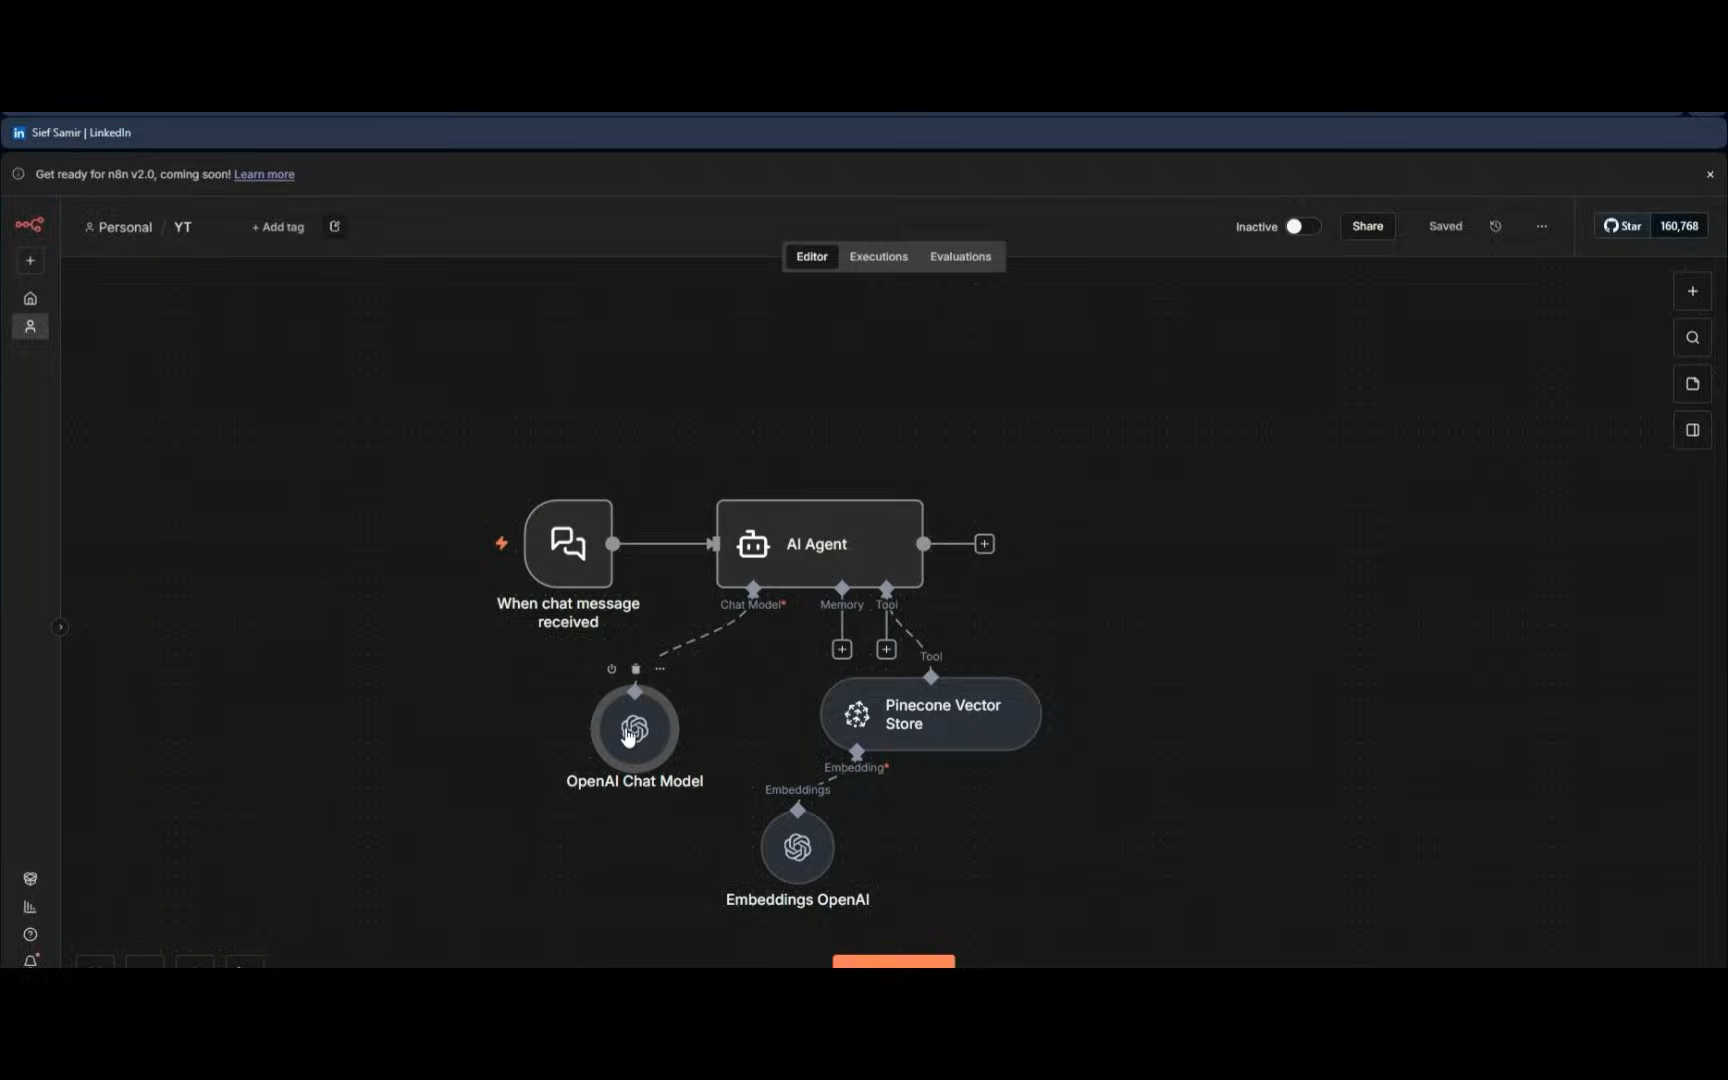 Sief Samir | LinkedIn
Get ready for n8n v2.0, coming soon! Learn more
Personal / YT + Add tag
Inactive Share Saved Star 160,768
Editor Executions Evaluations
AI Agent
Chat Model* Memory Tool
When chat message
received
Tool
Pinecone Vector
Store
OpenAI Chat Model
Embedding*
Embeddings
Embeddings OpenAI